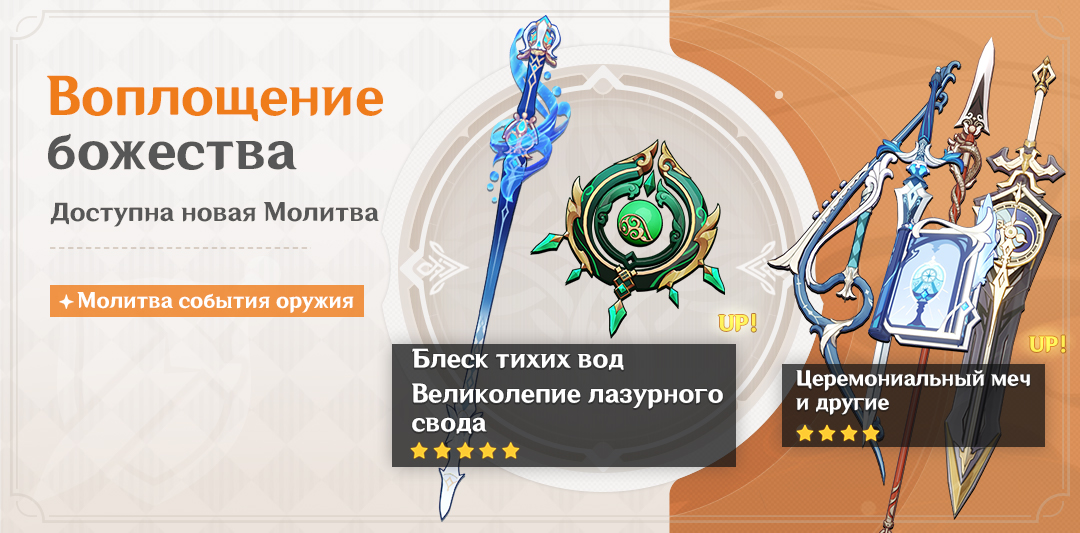 Воплощение
божества
Доступна новая Молитва
Молитва события оружия
UP!
Блеск тихих вод
Великолепие лазурного
свода
UP!
Церемониальный меч
и другие